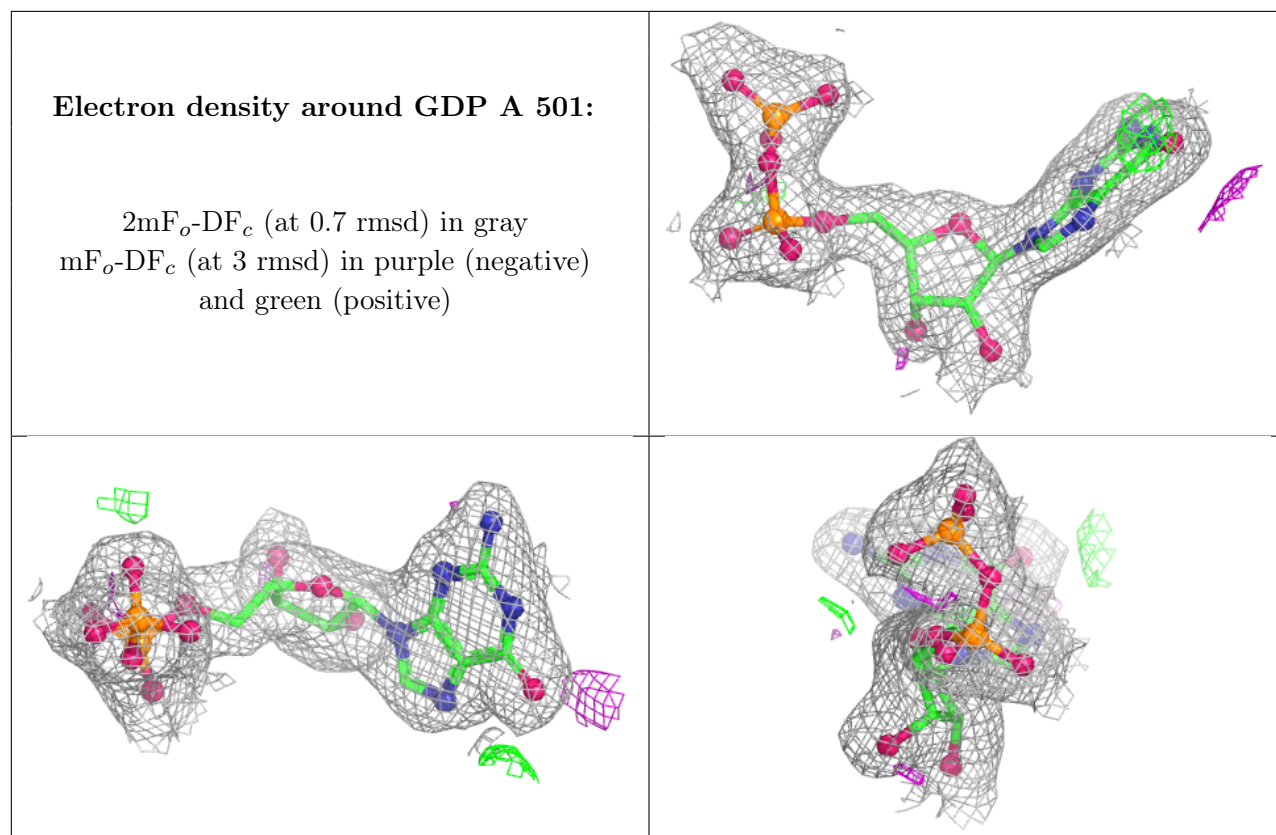 Electron density around GDP A 501:
2mFo-DFc (at 0.7 rmsd) in gray
mFo-DFc (at 3 rmsd) in purple (negative)
and green (positive)